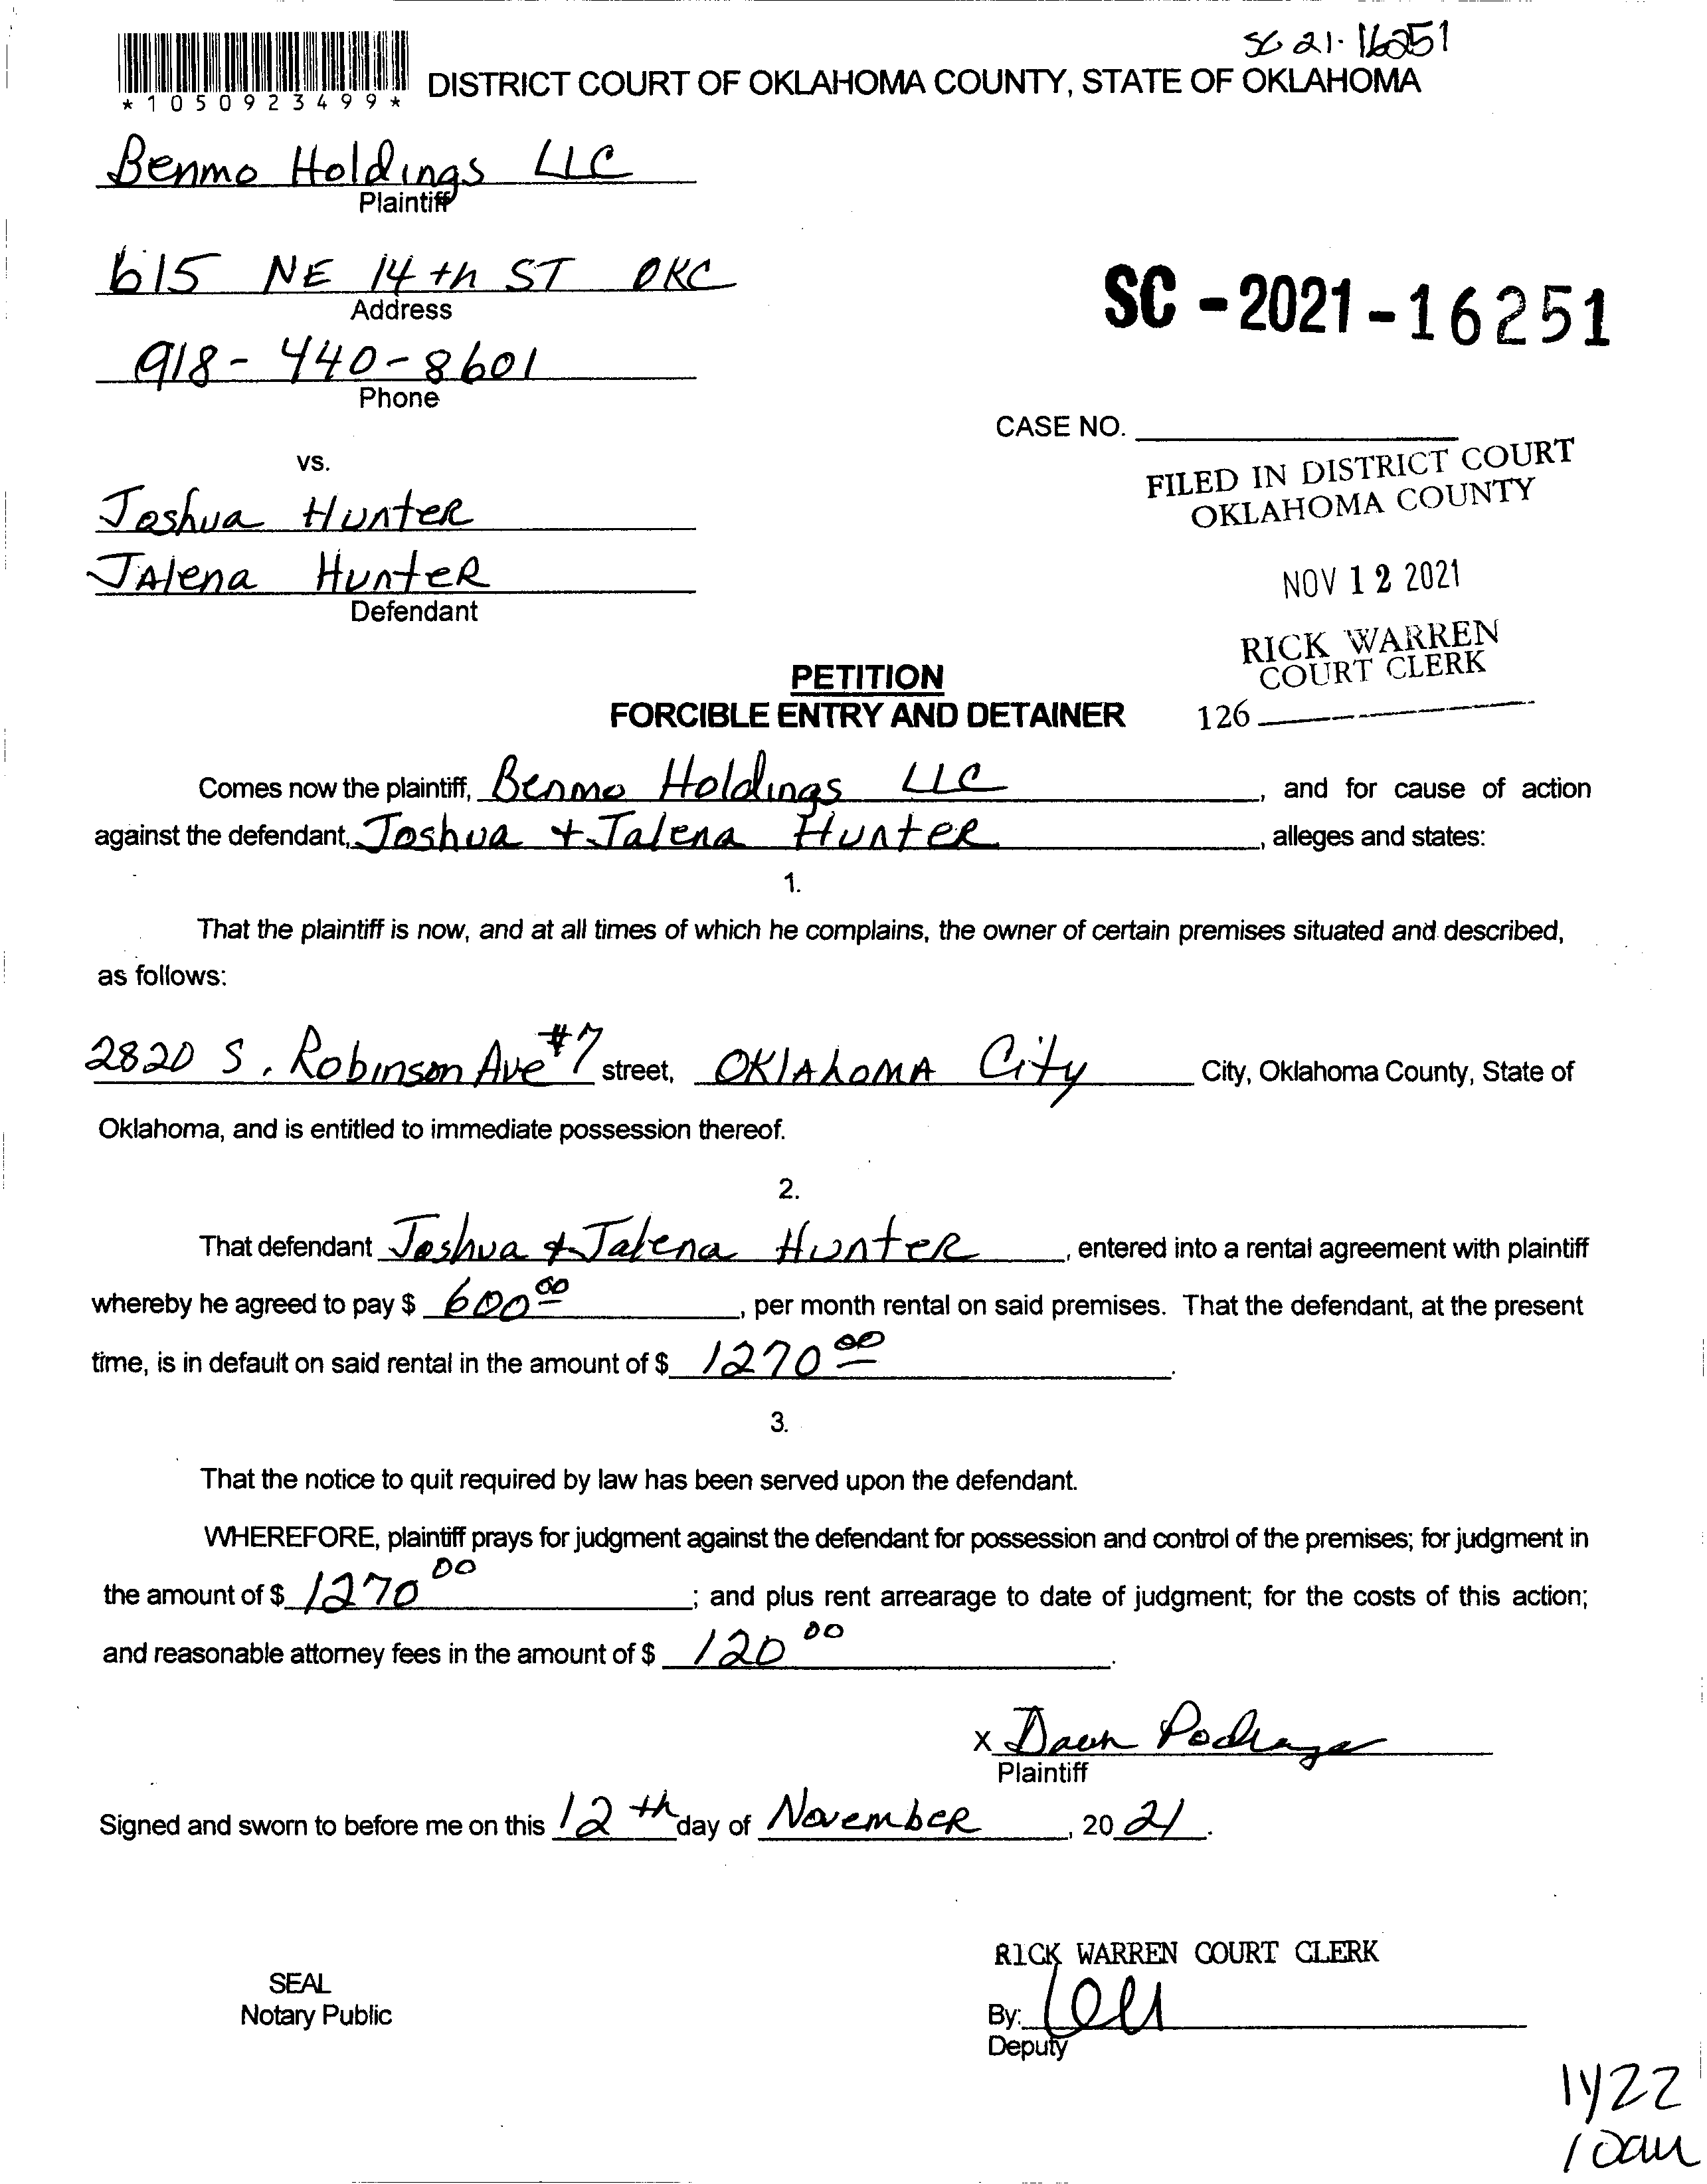 SC 21-16251
*1050923499*
DISTRICT COURT OF OKLAHOMA COUNTY, STATE OF OKLAHOMA
Benmo Holdings LLC
Plaintiff
615 NE 14th ST OKC
Address
SC-2021-16251
918-440-8601
Phone
CASE NO.
vs.
FILED IN DISTRICT COURT
OKLAHOMA COUNTY
Joshua Hunter
JAlena HunteR
Defendant
NOV 12 2021
RICK WARREN
COURT CLERK
126
PETITION
FORCIBLE ENTRY AND DETAINER
Comes now the plaintiff, Benmo Holdings LLC, and for cause of action
against the defendant, Joshua + Jalena Hunter, alleges and states:
1.
That the plaintiff is now, and at all times of which he complains, the owner of certain premises situated and described,
as follows:
2820 S. Robinson Ave #7 street, OKlAhoMA City City, Oklahoma County, State of
Oklahoma, and is entitled to immediate possession thereof.
2.
That defendant Joshua + Jalena Hunter, entered into a rental agreement with plaintiff
whereby he agreed to pay $ 600 00, per month rental on said premises. That the defendant, at the present
time, is in default on said rental in the amount of $ 1270 00.
3.
That the notice to quit required by law has been served upon the defendant.
WHEREFORE, plaintiff prays for judgment against the defendant for possession and control of the premises; for judgment in
the amount of $ 1270 00; and plus rent arrearage to date of judgment; for the costs of this action;
and reasonable attorney fees in the amount of $ 120 00.
X Dawn Pedraza
Plaintiff
Signed and sworn to before me on this 12th day of November, 2021.
RICK WARREN COURT CLERK
SEAL
Notary Public
By:
Deputy
10am